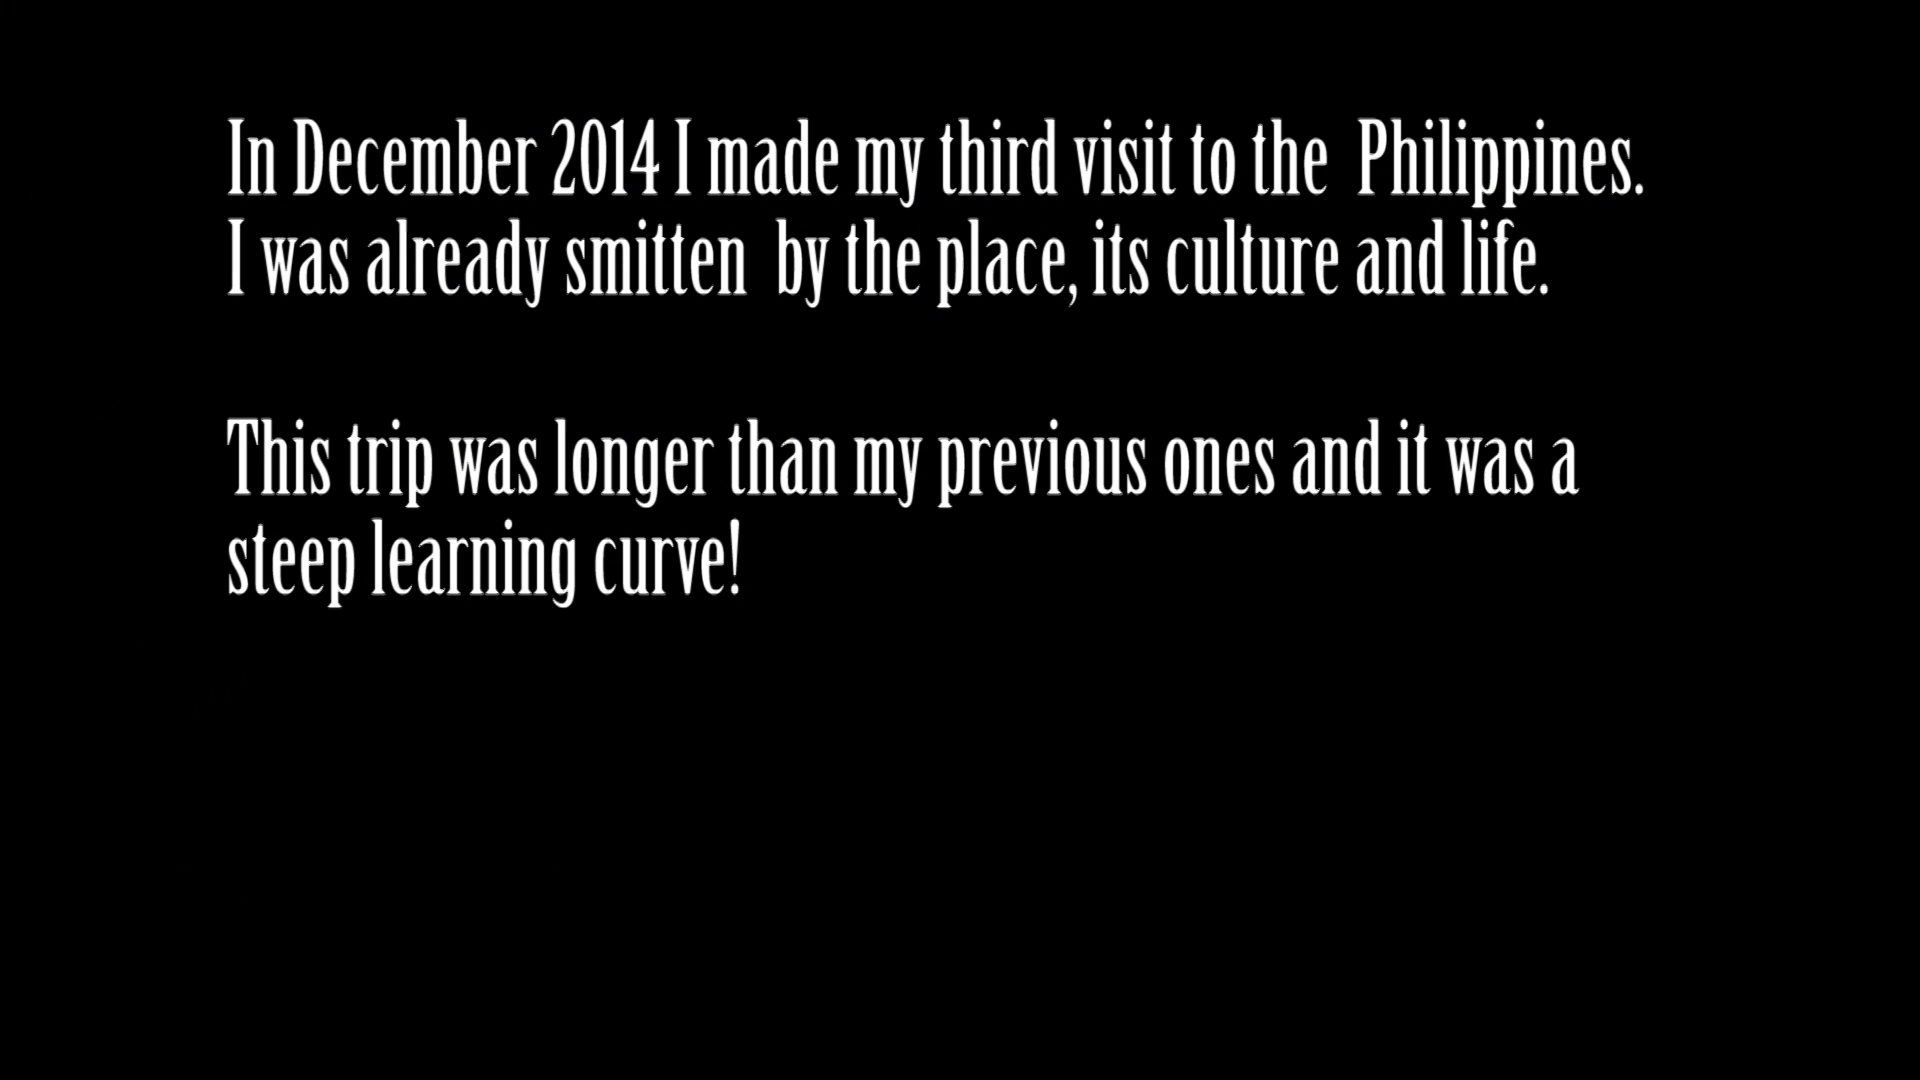 In December 2014 I made my third visit to the  Philippines.
I was already smitten  by the place, its culture and life.
This trip was longer than my previous ones and it was a
steep learning curve!